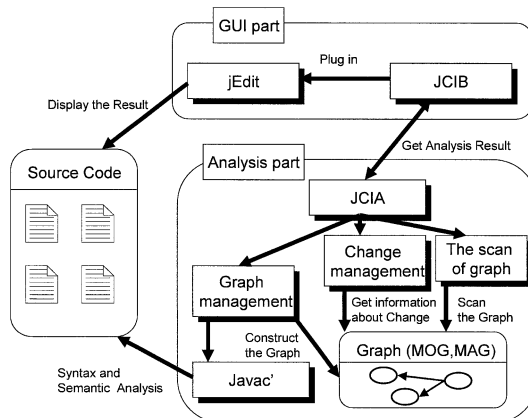 GUI part
Plug in
jEdit
JCIB
Display the Result
Get Analysis Result
Analysis part
Source Code
JCIA
Graph
management
Change
management
The scan
of graph
Get information
about Change
Scan
the Graph
Construct
the Graph
Graph (MOG,MAG)
Syntax and
Semantic Analysis
Javac'